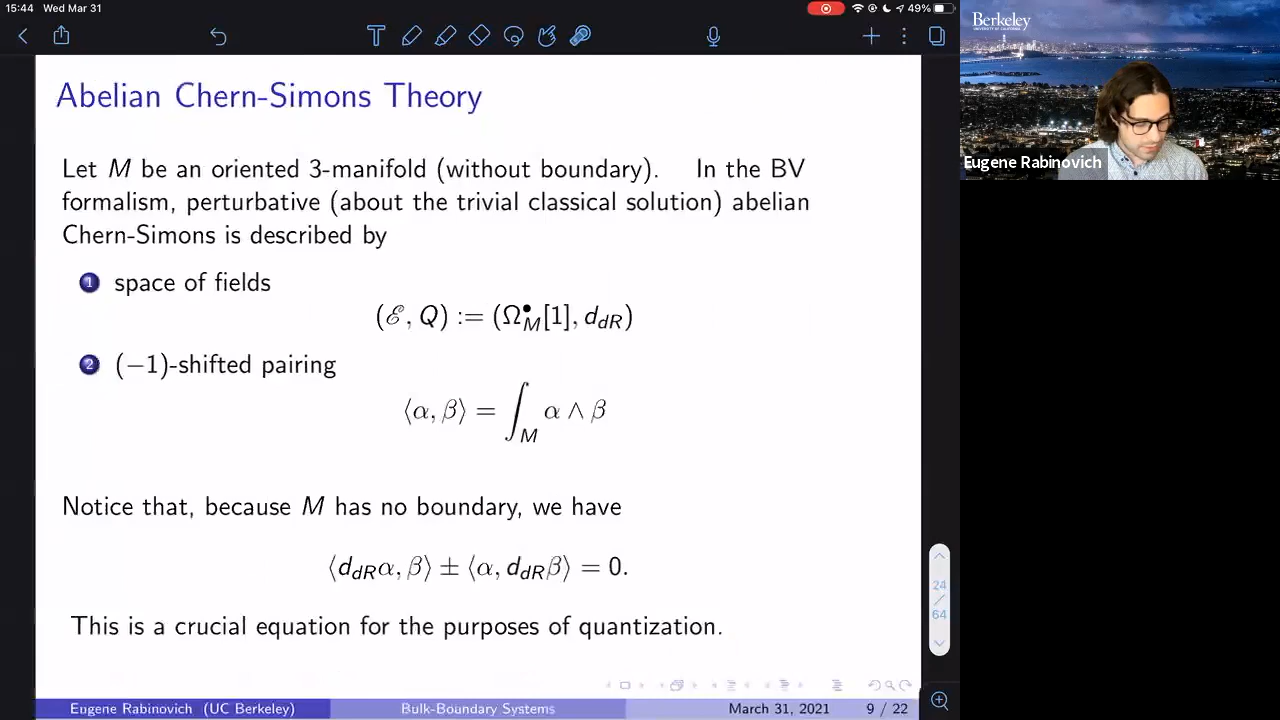 15:44 Wed Mar 31
49%
Berkeley
UNIVERSITY OF CALIFORNIA
Abelian Chern-Simons Theory
Let M be an oriented 3-manifold (without boundary). In the BV
formalism, perturbative (about the trivial classical solution) abelian
Chern-Simons is described by
1 space of fields
(ℰ, Q) := (Ω•M[1], ddR)
2 (−1)-shifted pairing
⟨α, β⟩ = ∫M α ∧ β
Notice that, because M has no boundary, we have
⟨ddRα, β⟩ ± ⟨α, ddRβ⟩ = 0.
This is a crucial equation for the purposes of quantization.
Eugene Rabinovich
24
/
64
Eugene Rabinovich (UC Berkeley) Bulk-Boundary Systems March 31, 2021 9 / 22